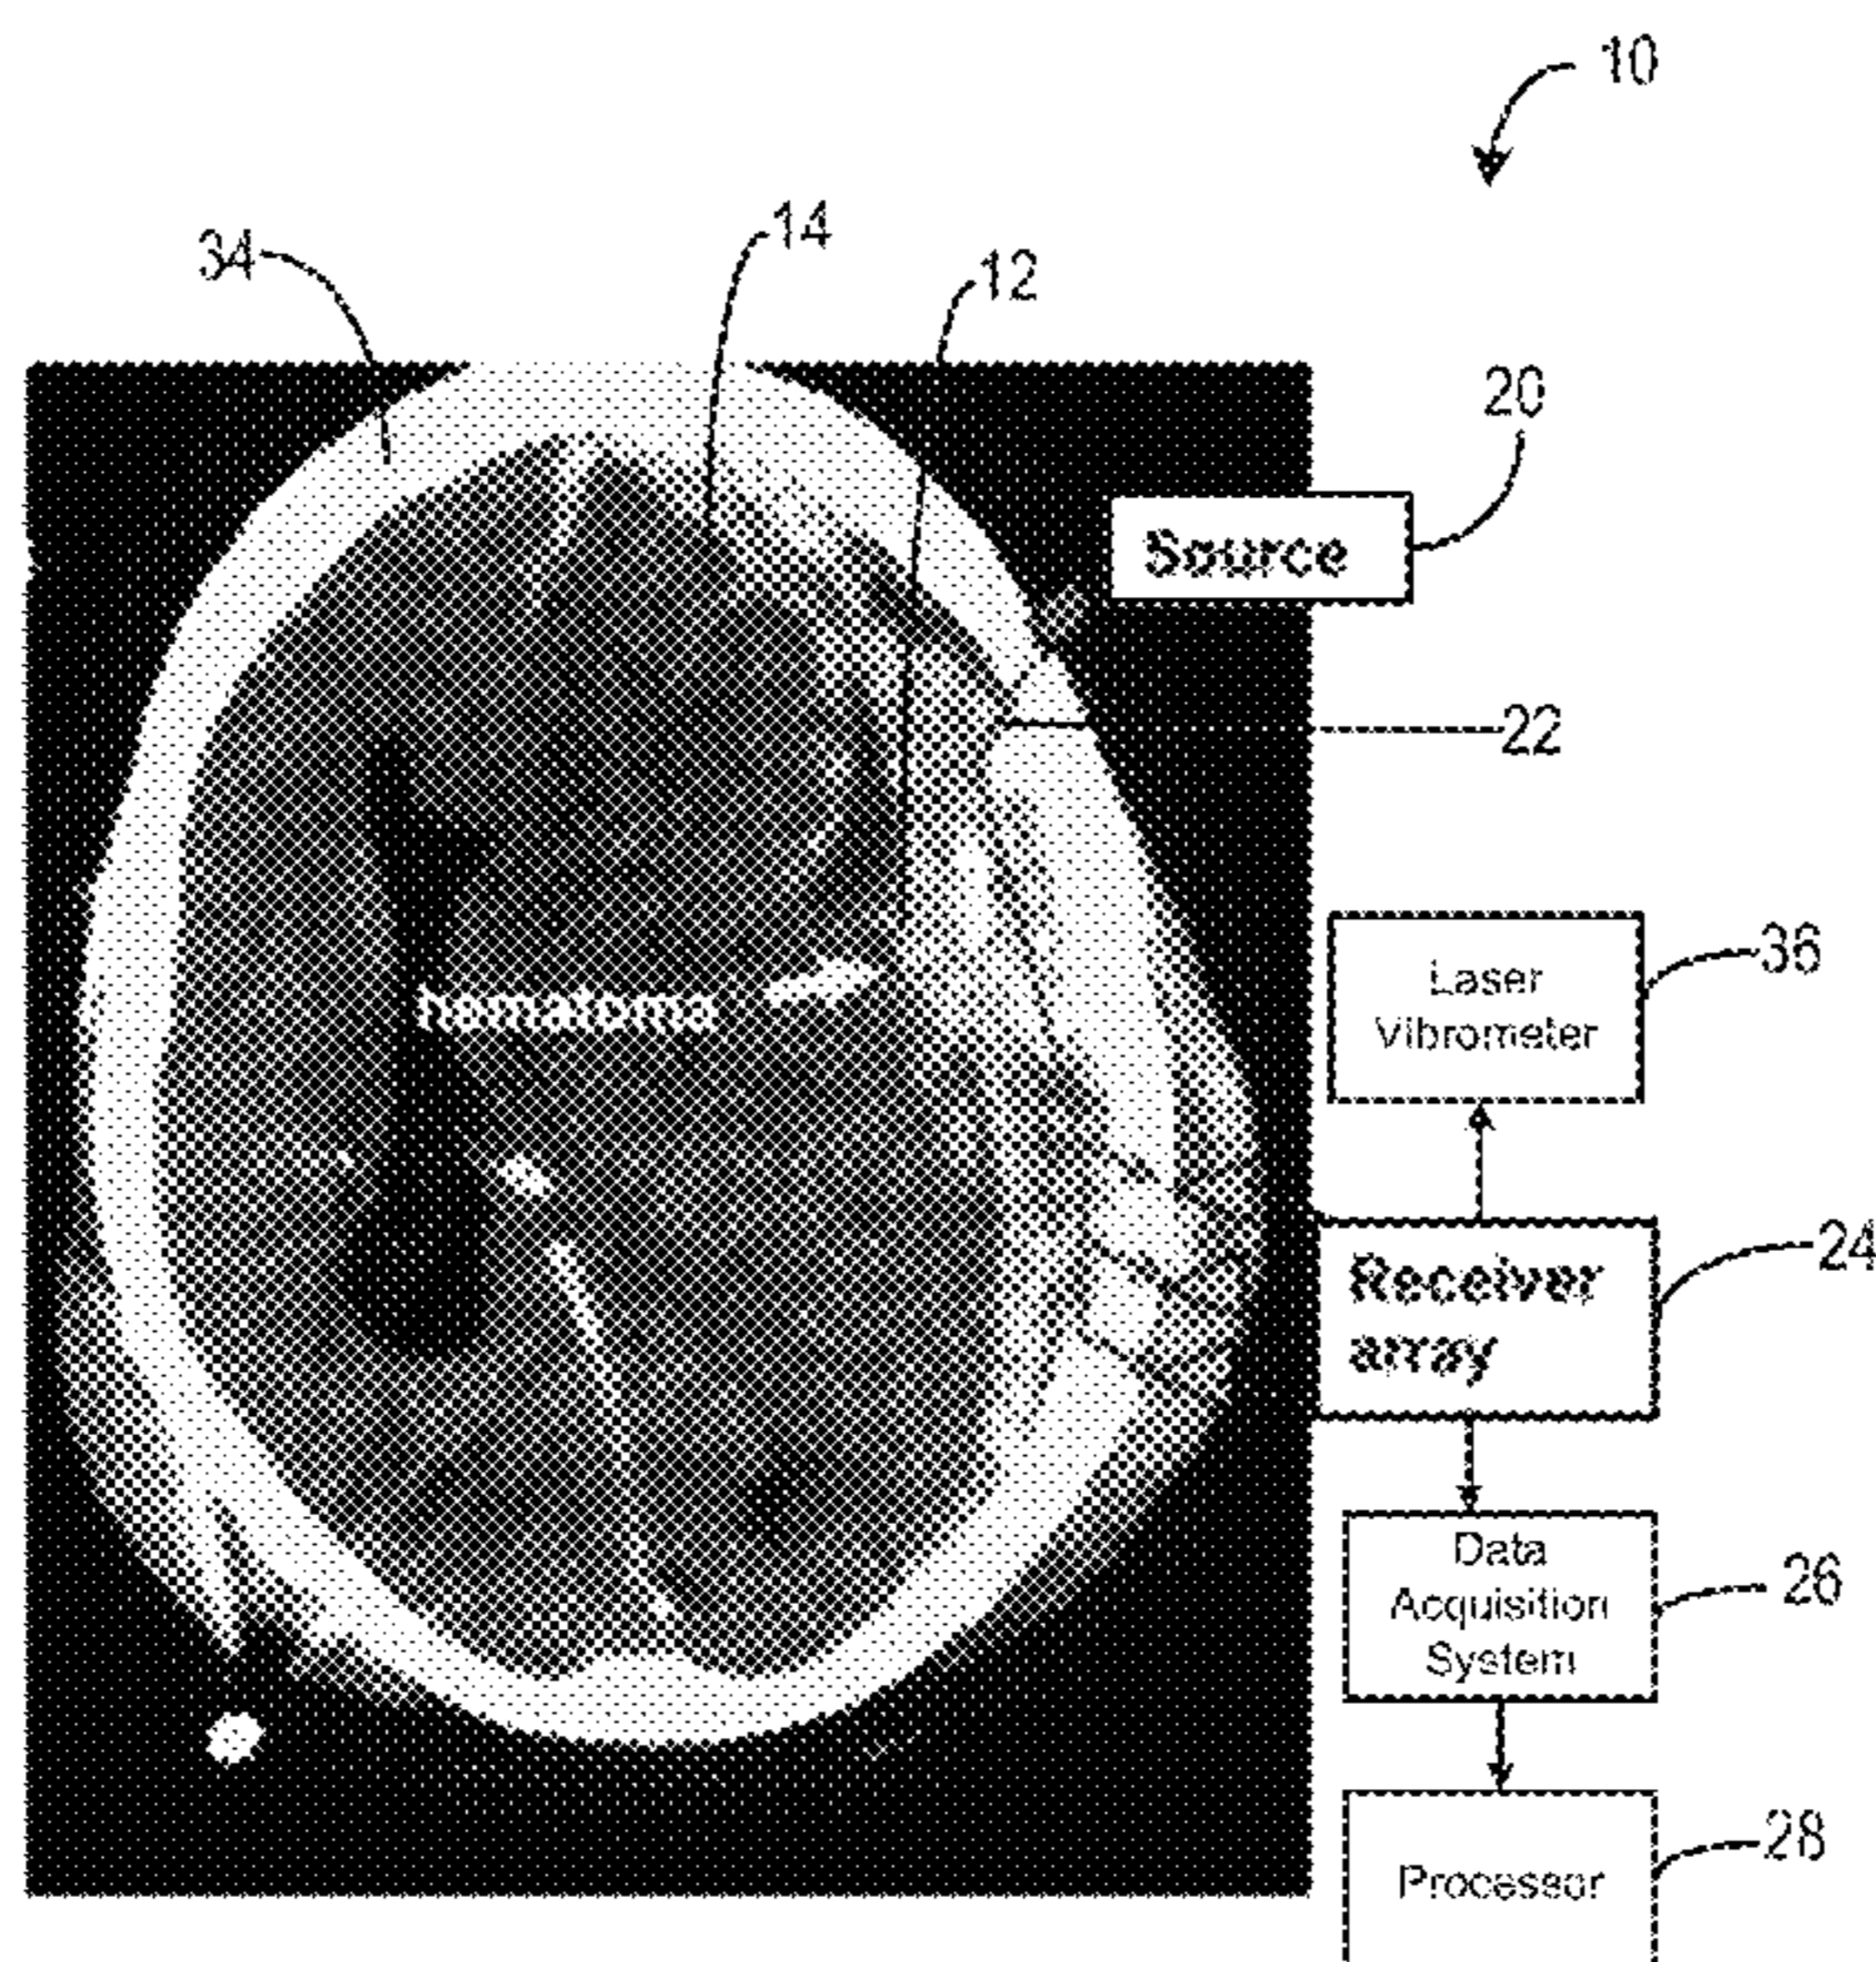 10
14
34
12
20
Source
22
36
Laser
Vibrometer
hematoma
24
Receiver
array
Data
Acquisition
System
26
28
Processor